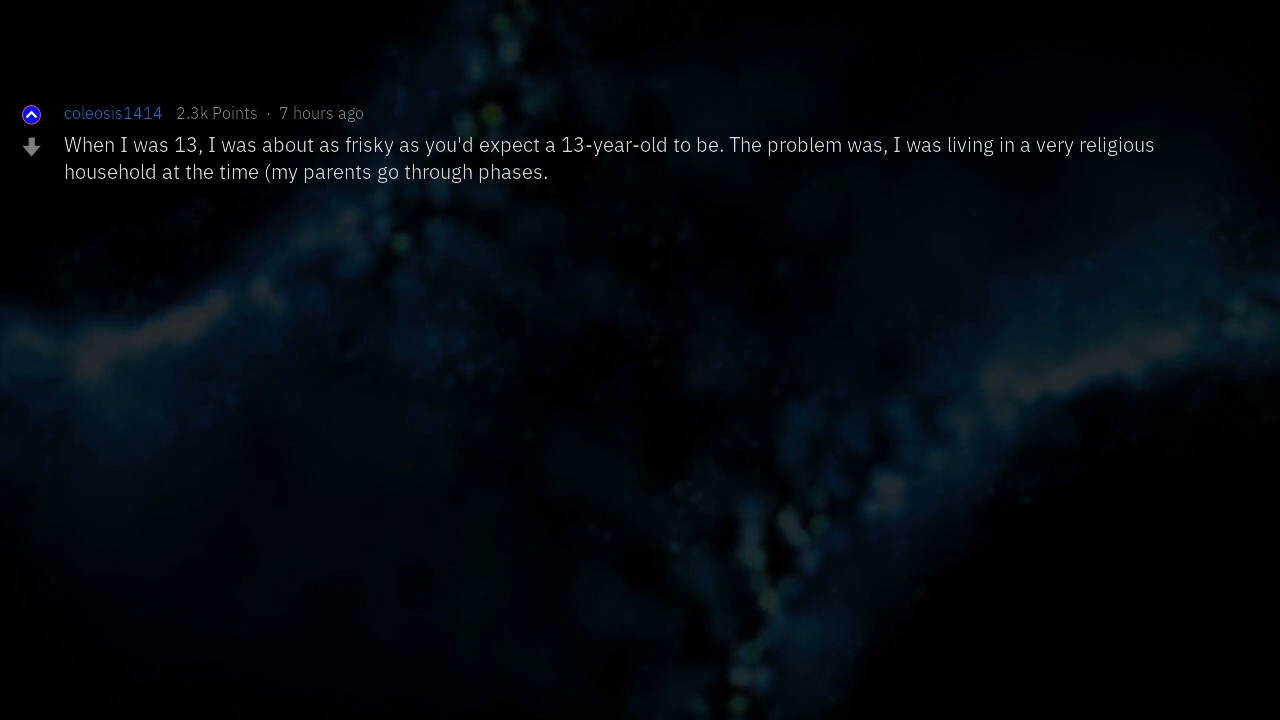 coleosis1414 2.3k Points · 7 hours ago
When I was 13, I was about as frisky as you'd expect a 13-year-old to be. The problem was, I was living in a very religious
household at the time (my parents go through phases.